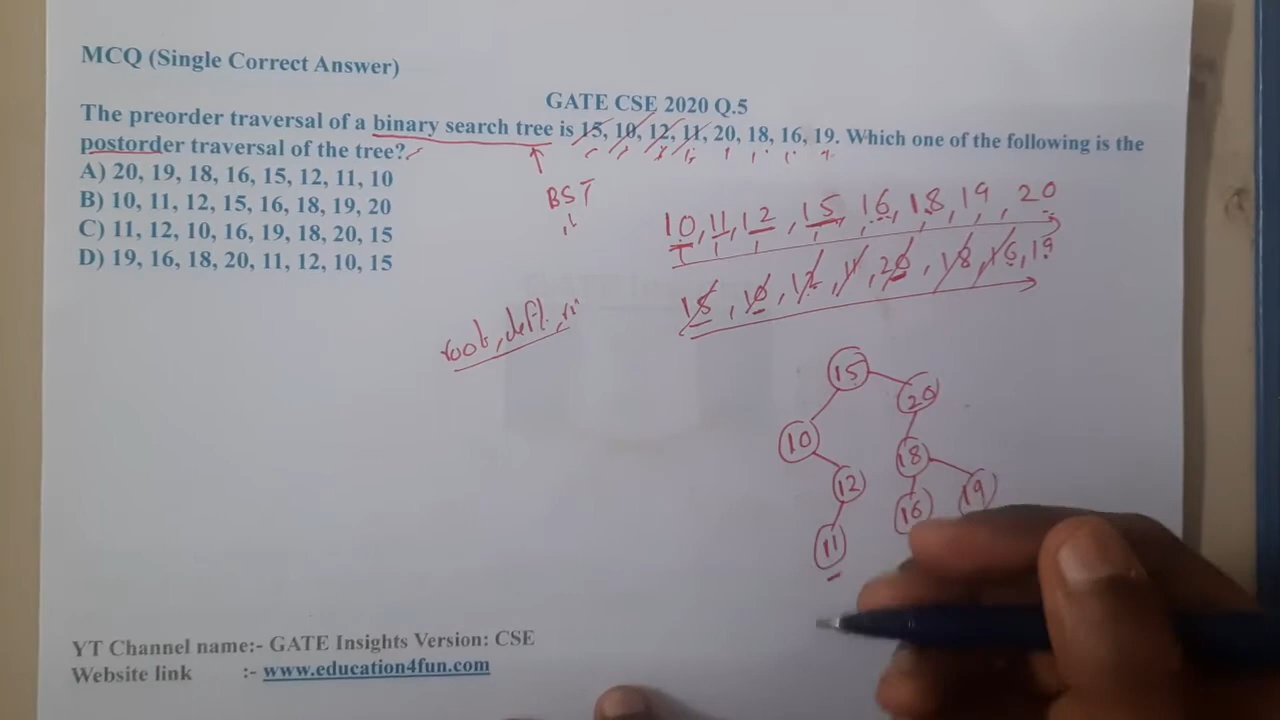 MCQ (Single Correct Answer)
GATE CSE 2020 Q.5
The preorder traversal of a binary search tree is 15, 10, 12, 11, 20, 18, 16, 19. Which one of the following is the
postorder traversal of the tree?
A) 20, 19, 18, 16, 15, 12, 11, 10
B) 10, 11, 12, 15, 16, 18, 19, 20
C) 11, 12, 10, 16, 19, 18, 20, 15
D) 19, 16, 18, 20, 11, 12, 10, 15
BST
10, 11, 12, 15, 16, 18, 19, 20
15, 10, 12, 11, 20, 18, 16, 19
root, left,
15
20
10
18
12
16
19
11
YT Channel name:- GATE Insights Version: CSE
Website link :- www.education4fun.com